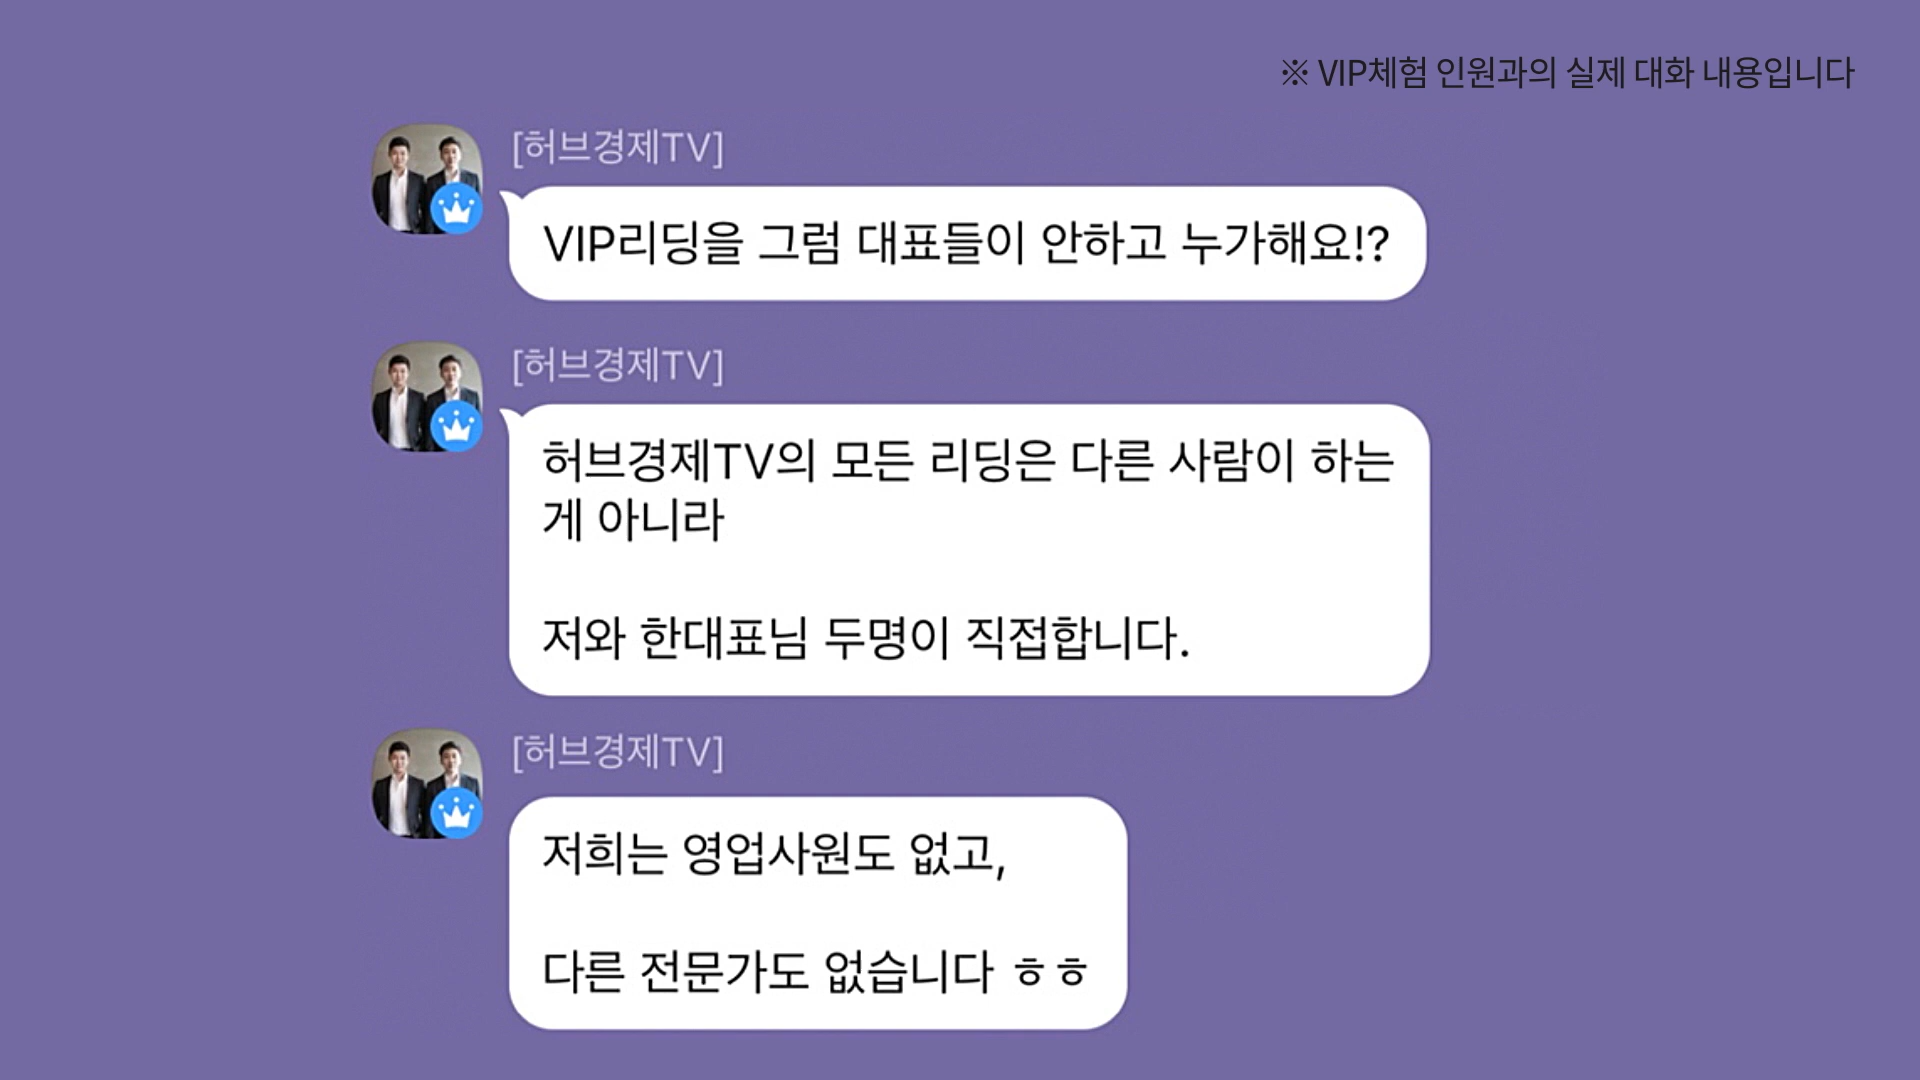 ※ VIP체험 인원과의 실제 대화 내용입니다
[허브경제TV]
VIP리딩을 그럼 대표들이 안하고 누가해요!?
[허브경제TV]
허브경제TV의 모든 리딩은 다른 사람이 하는
게 아니라
저와 한대표님 두명이 직접합니다.
[허브경제TV]
저희는 영업사원도 없고,
다른 전문가도 없습니다 ㅎㅎ